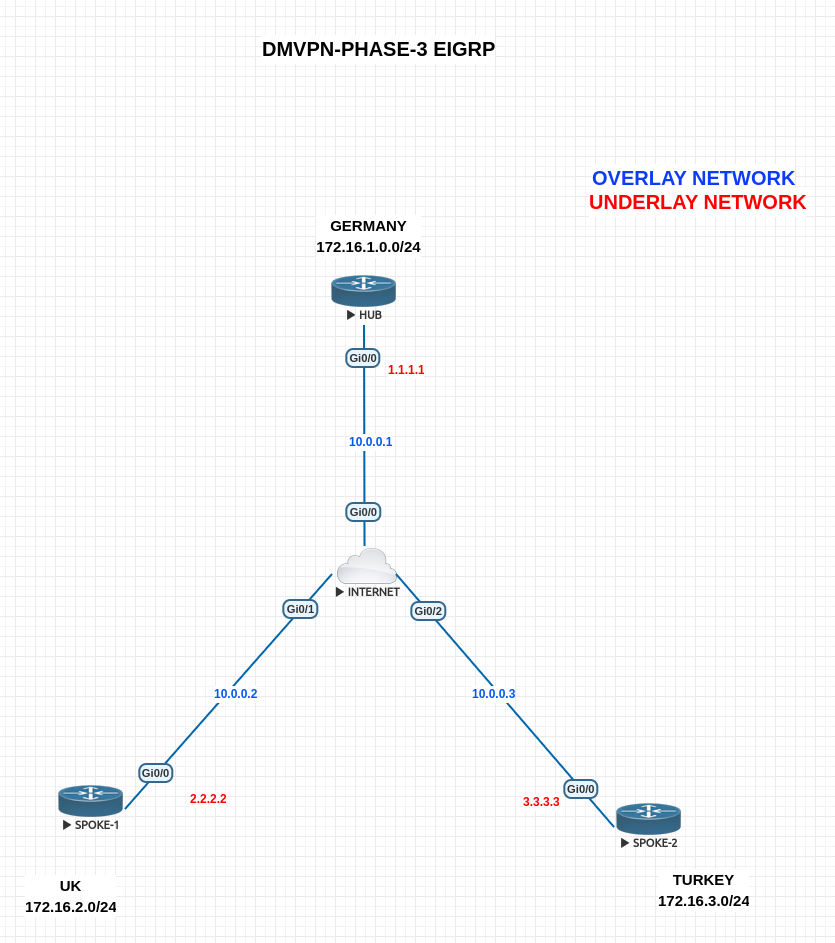 DMVPN-PHASE-3 EIGRP
OVERLAY NETWORK
UNDERLAY NETWORK
GERMANY
172.16.1.0.0/24
HUB
Gi0/0
1.1.1.1
10.0.0.1
Gi0/0
INTERNET
Gi0/1
Gi0/2
10.0.0.2
10.0.0.3
Gi0/0
2.2.2.2
SPOKE-1
Gi0/0
3.3.3.3
SPOKE-2
UK
172.16.2.0/24
TURKEY
172.16.3.0/24